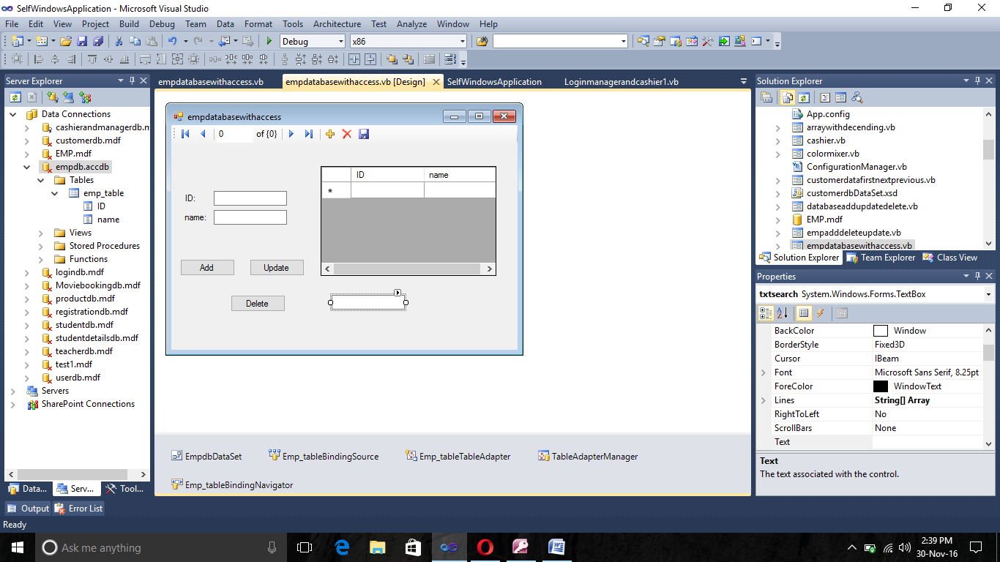 SelfWindowsApplication - Microsoft Visual Studio
File Edit View Project Build Debug Team Data Format Tools Architecture Test Analyze Window Help
Debug x86
Server Explorer
Data Connections
cashierandmanagerdb.m
customerdb.mdf
EMP.mdf
empdb.accdb
Tables
emp_table
ID
name
Views
Stored Procedures
Functions
logindb.mdf
Moviebookingdb.mdf
productdb.mdf
registrationdb.mdf
studentdb.mdf
studentdetailsdb.mdf
teacherdb.mdf
test1.mdf
userdb.mdf
Servers
SharePoint Connections
Data... Serv... Tool...
empdatabasewithaccess.vb empdatabasewithaccess.vb [Design] SelfWindowsApplication Loginmanagerandcashier1.vb
empdatabasewithaccess
0 of {0}
ID name
ID:
name:
Add Update
Delete
EmpdbDataSet Emp_tableBindingSource Emp_tableTableAdapter TableAdapterManager
Emp_tableBindingNavigator
Solution Explorer
App.config
arraywithdecending.vb
cashier.vb
colormixer.vb
ConfigurationManager.vb
customerdatafirstnextprevious.vb
customerdbDataSet.xsd
databaseaddupdatedelete.vb
EMP.mdf
empadddeleteupdate.vb
empdatabasewithaccess.vb
Solution Explorer Team Explorer Class View
Properties
txtsearch System.Windows.Forms.TextBox
BackColor Window
BorderStyle Fixed3D
Cursor IBeam
Font Microsoft Sans Serif, 8.25pt
ForeColor WindowText
Lines String[] Array
RightToLeft No
ScrollBars None
Text
Text
The text associated with the control.
Output Error List
Ready
Ask me anything
2:39 PM
30-Nov-16